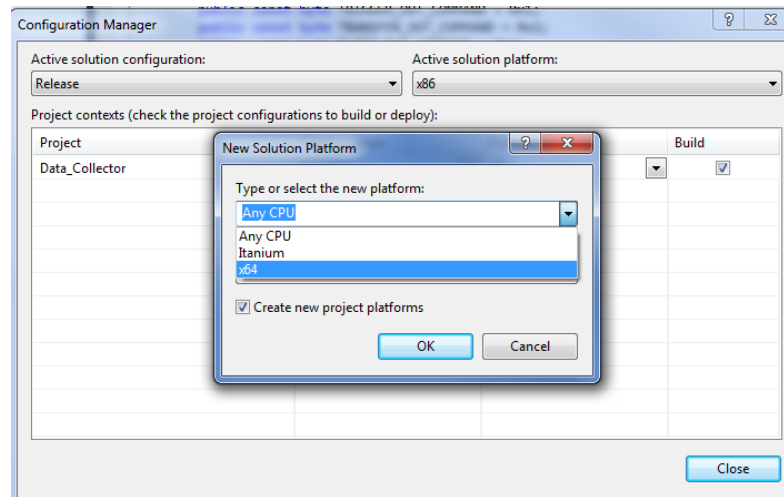 Configuration Manager
Active solution configuration:
Active solution platform:
Release
x86
Project contexts (check the project configurations to build or deploy):
Project
Build
Data_Collector
New Solution Platform
Type or select the new platform:
Any CPU
Any CPU
Itanium
x64
Create new project platforms
OK
Cancel
Close